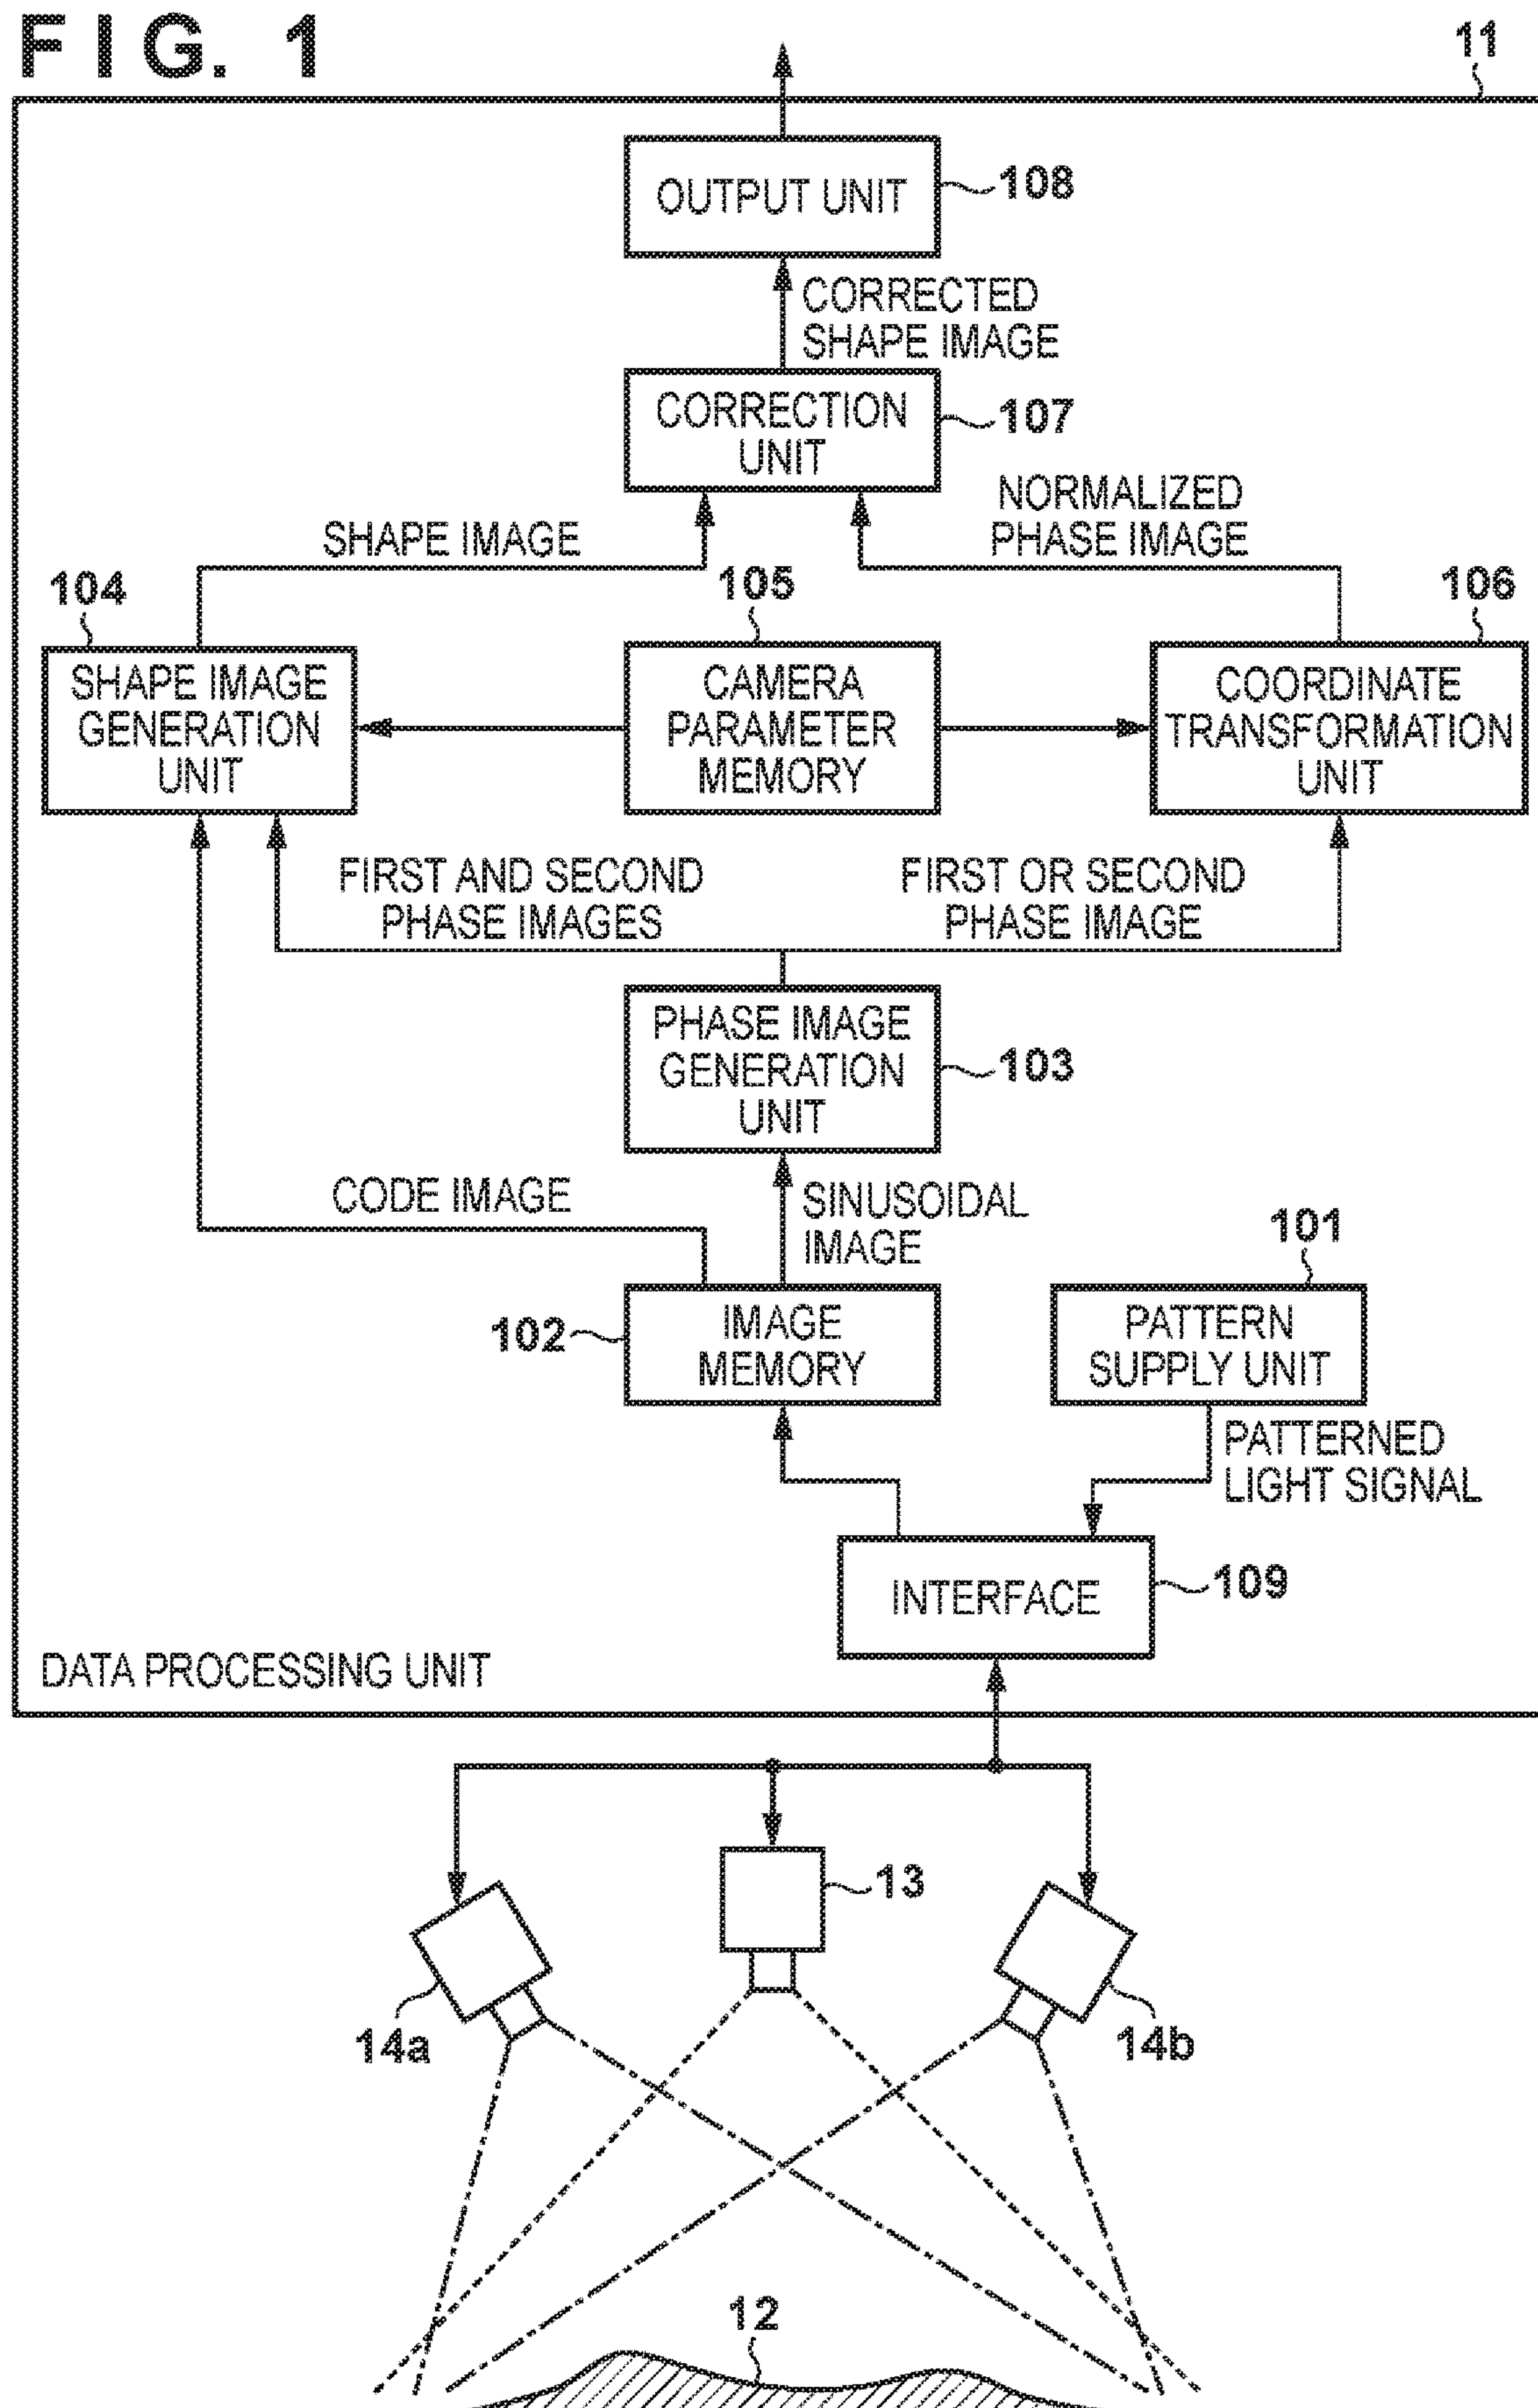 FIG. 1
11
OUTPUT UNIT
108
CORRECTED
SHAPE IMAGE
CORRECTION
UNIT
107
SHAPE IMAGE
NORMALIZED
PHASE IMAGE
104
105
106
SHAPE IMAGE
GENERATION
UNIT
CAMERA
PARAMETER
MEMORY
COORDINATE
TRANSFORMATION
UNIT
FIRST AND SECOND
PHASE IMAGES
FIRST OR SECOND
PHASE IMAGE
PHASE IMAGE
GENERATION
UNIT
103
CODE IMAGE
SINUSOIDAL
IMAGE
101
102
IMAGE
MEMORY
PATTERN
SUPPLY UNIT
PATTERNED
LIGHT SIGNAL
INTERFACE
109
DATA PROCESSING UNIT
13
14a
14b
12